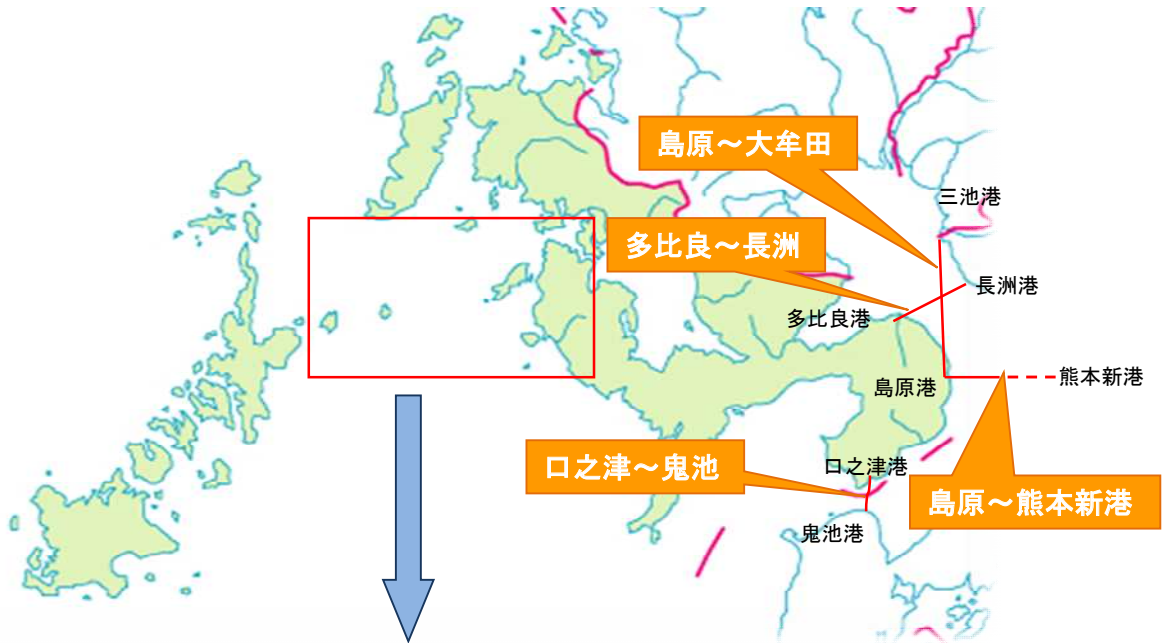 島原～大牟田
三池港
多比良～長洲
長洲港
多比良港
熊本新港
島原港
口之津港
口之津～鬼池
島原～熊本新港
鬼池港